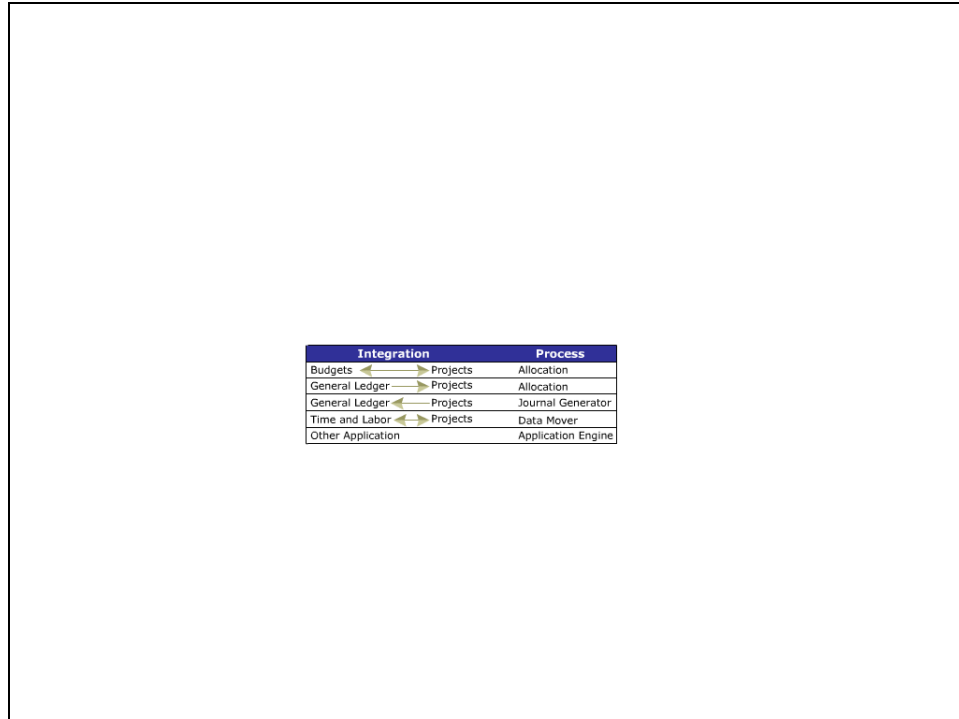 Integration Process
Budgets Projects Allocation
General Ledger Projects Allocation
General Ledger Projects Journal Generator
Time and Labor Projects Data Mover
Other Application Application Engine